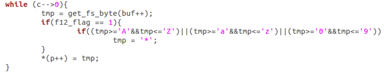 while (c-->0){
tmp = get_fs_byte(buf++);
if(f12_flag == 1){
if((tmp>='A'&&tmp<='Z')||(tmp>='a'&&tmp<='z')||(tmp>='0'&&tmp<='9'))
tmp = '*';
}
*(p++) = tmp;
}